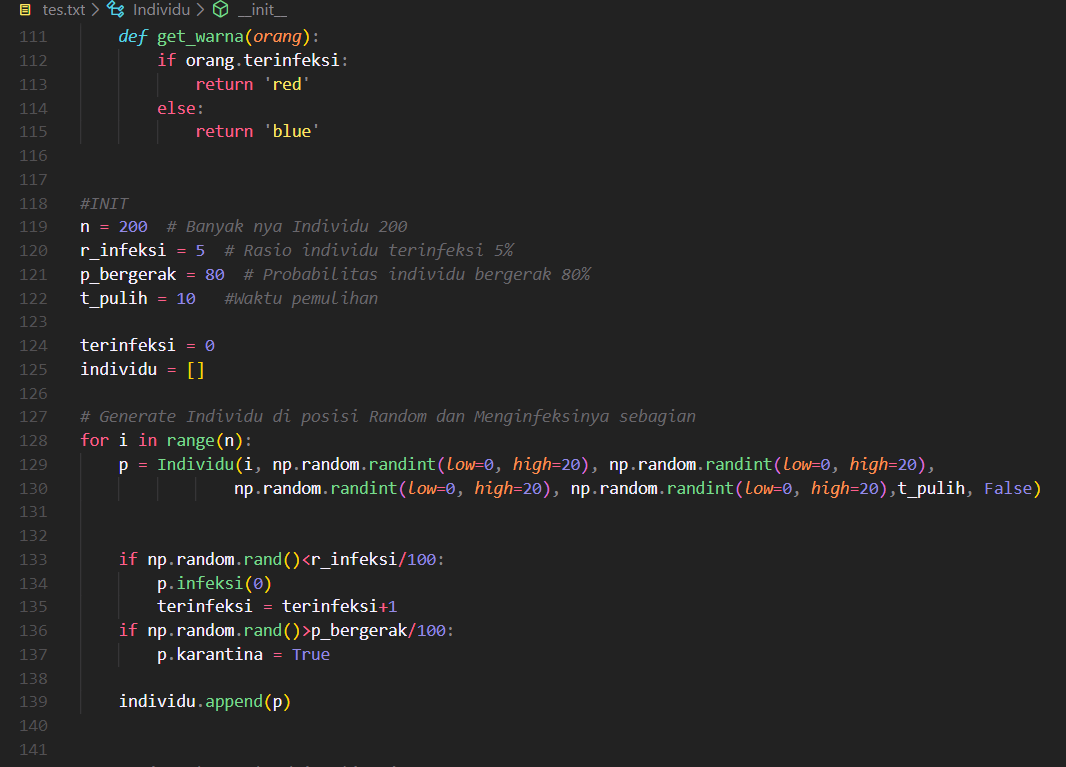 tes.txt > Individu > __init__
111 def get_warna(orang):
112 if orang.terinfeksi:
113 return 'red'
114 else:
115 return 'blue'
116
117
118 #INIT
119 n = 200  # Banyak nya Individu 200
120 r_infeksi = 5  # Rasio individu terinfeksi 5%
121 p_bergerak = 80  # Probabilitas individu bergerak 80%
122 t_pulih = 10   #Waktu pemulihan
123
124 terinfeksi = 0
125 individu = []
126
127 # Generate Individu di posisi Random dan Menginfeksinya sebagian
128 for i in range(n):
129 p = Individu(i, np.random.randint(low=0, high=20), np.random.randint(low=0, high=20),
130 np.random.randint(low=0, high=20), np.random.randint(low=0, high=20),t_pulih, False)
131
132
133 if np.random.rand()<r_infeksi/100:
134 p.infeksi(0)
135 terinfeksi = terinfeksi+1
136 if np.random.rand()>p_bergerak/100:
137 p.karantina = True
138
139 individu.append(p)
140
141